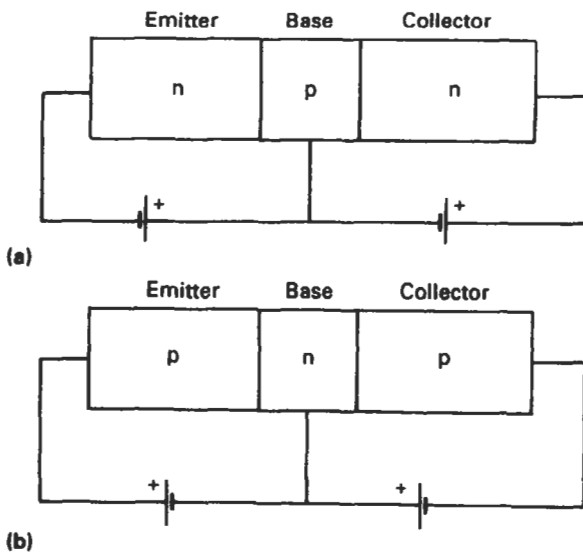 Emitter Base Collector
n p n
+ +
(a)
Emitter Base Collector
p n p
+ +
(b)